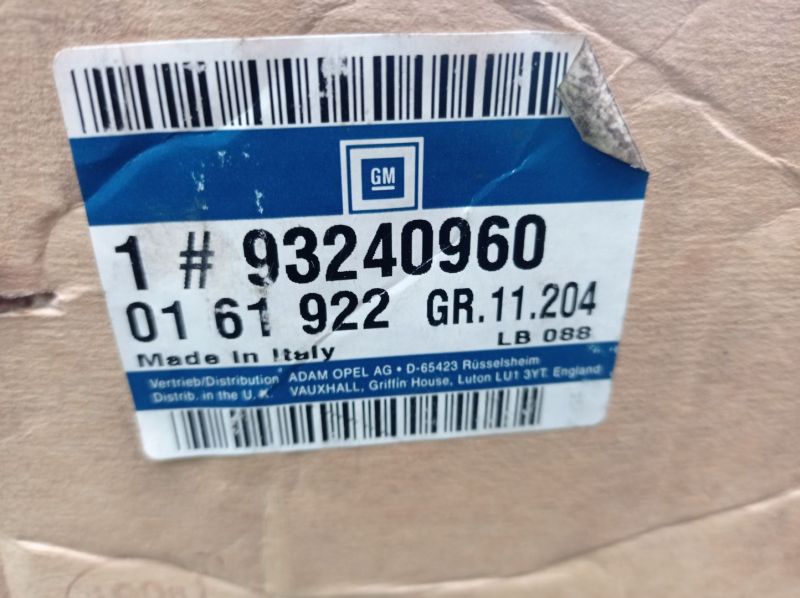 GM
1 # 93240960
01 61 922 GR.11.204
LB 088
Made in Italy
Vertrieb/Distribution ADAM OPEL AG • D-65423 Rüsselsheim
Distrib. in the U.K. VAUXHALL, Griffin House, Luton LU1 3YT. England